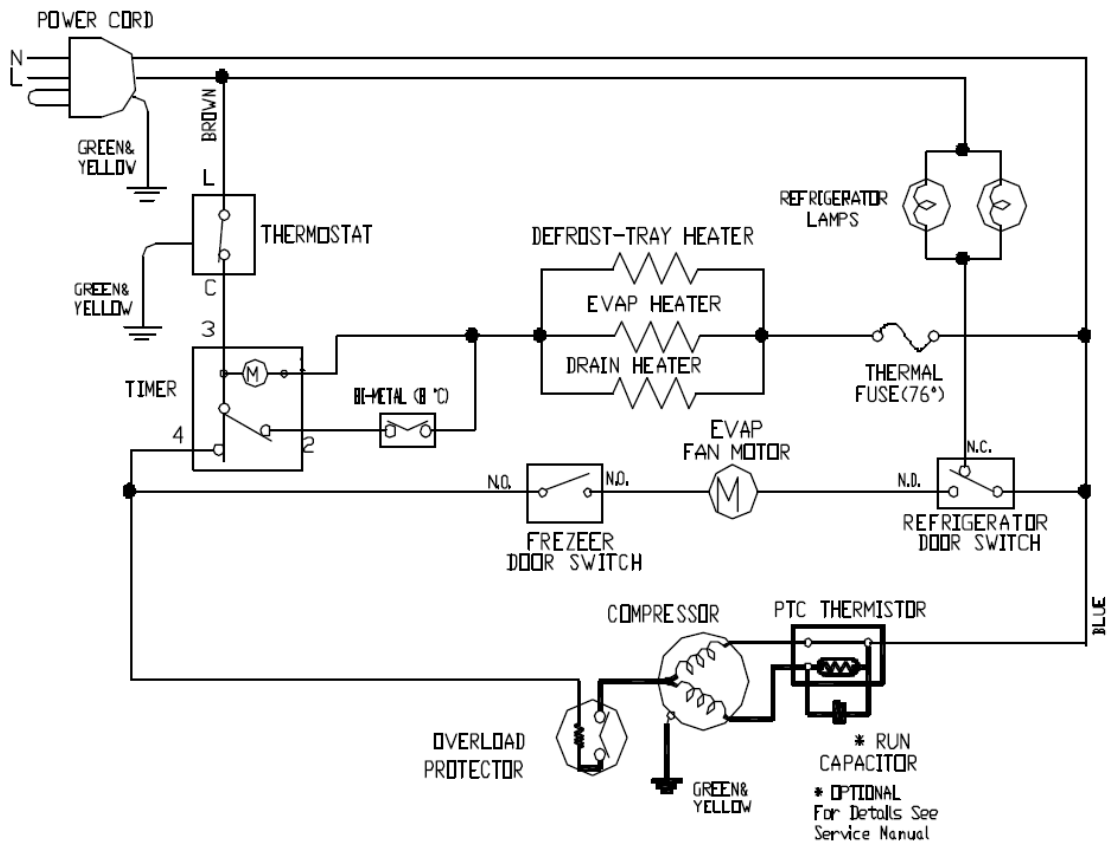 POWER CORD
N
L
GREEN&
YELLOW
BROWN
L
THERMOSTAT
C
GREEN&
YELLOW
3
TIMER
M
1
4
2
BI-METAL (8 °C)
DEFROST-TRAY HEATER
EVAP HEATER
DRAIN HEATER
REFRIGERATOR
LAMPS
THERMAL
FUSE(76°)
EVAP
FAN MOTOR
M
N.O.
N.O.
FREZEER
DOOR SWITCH
N.C.
N.O.
REFRIGERATOR
DOOR SWITCH
BLUE
COMPRESSOR
PTC THERMISTOR
OVERLOAD
PROTECTOR
GREEN&
YELLOW
* RUN
CAPACITOR
* OPTIONAL
For Details See
Service Manual